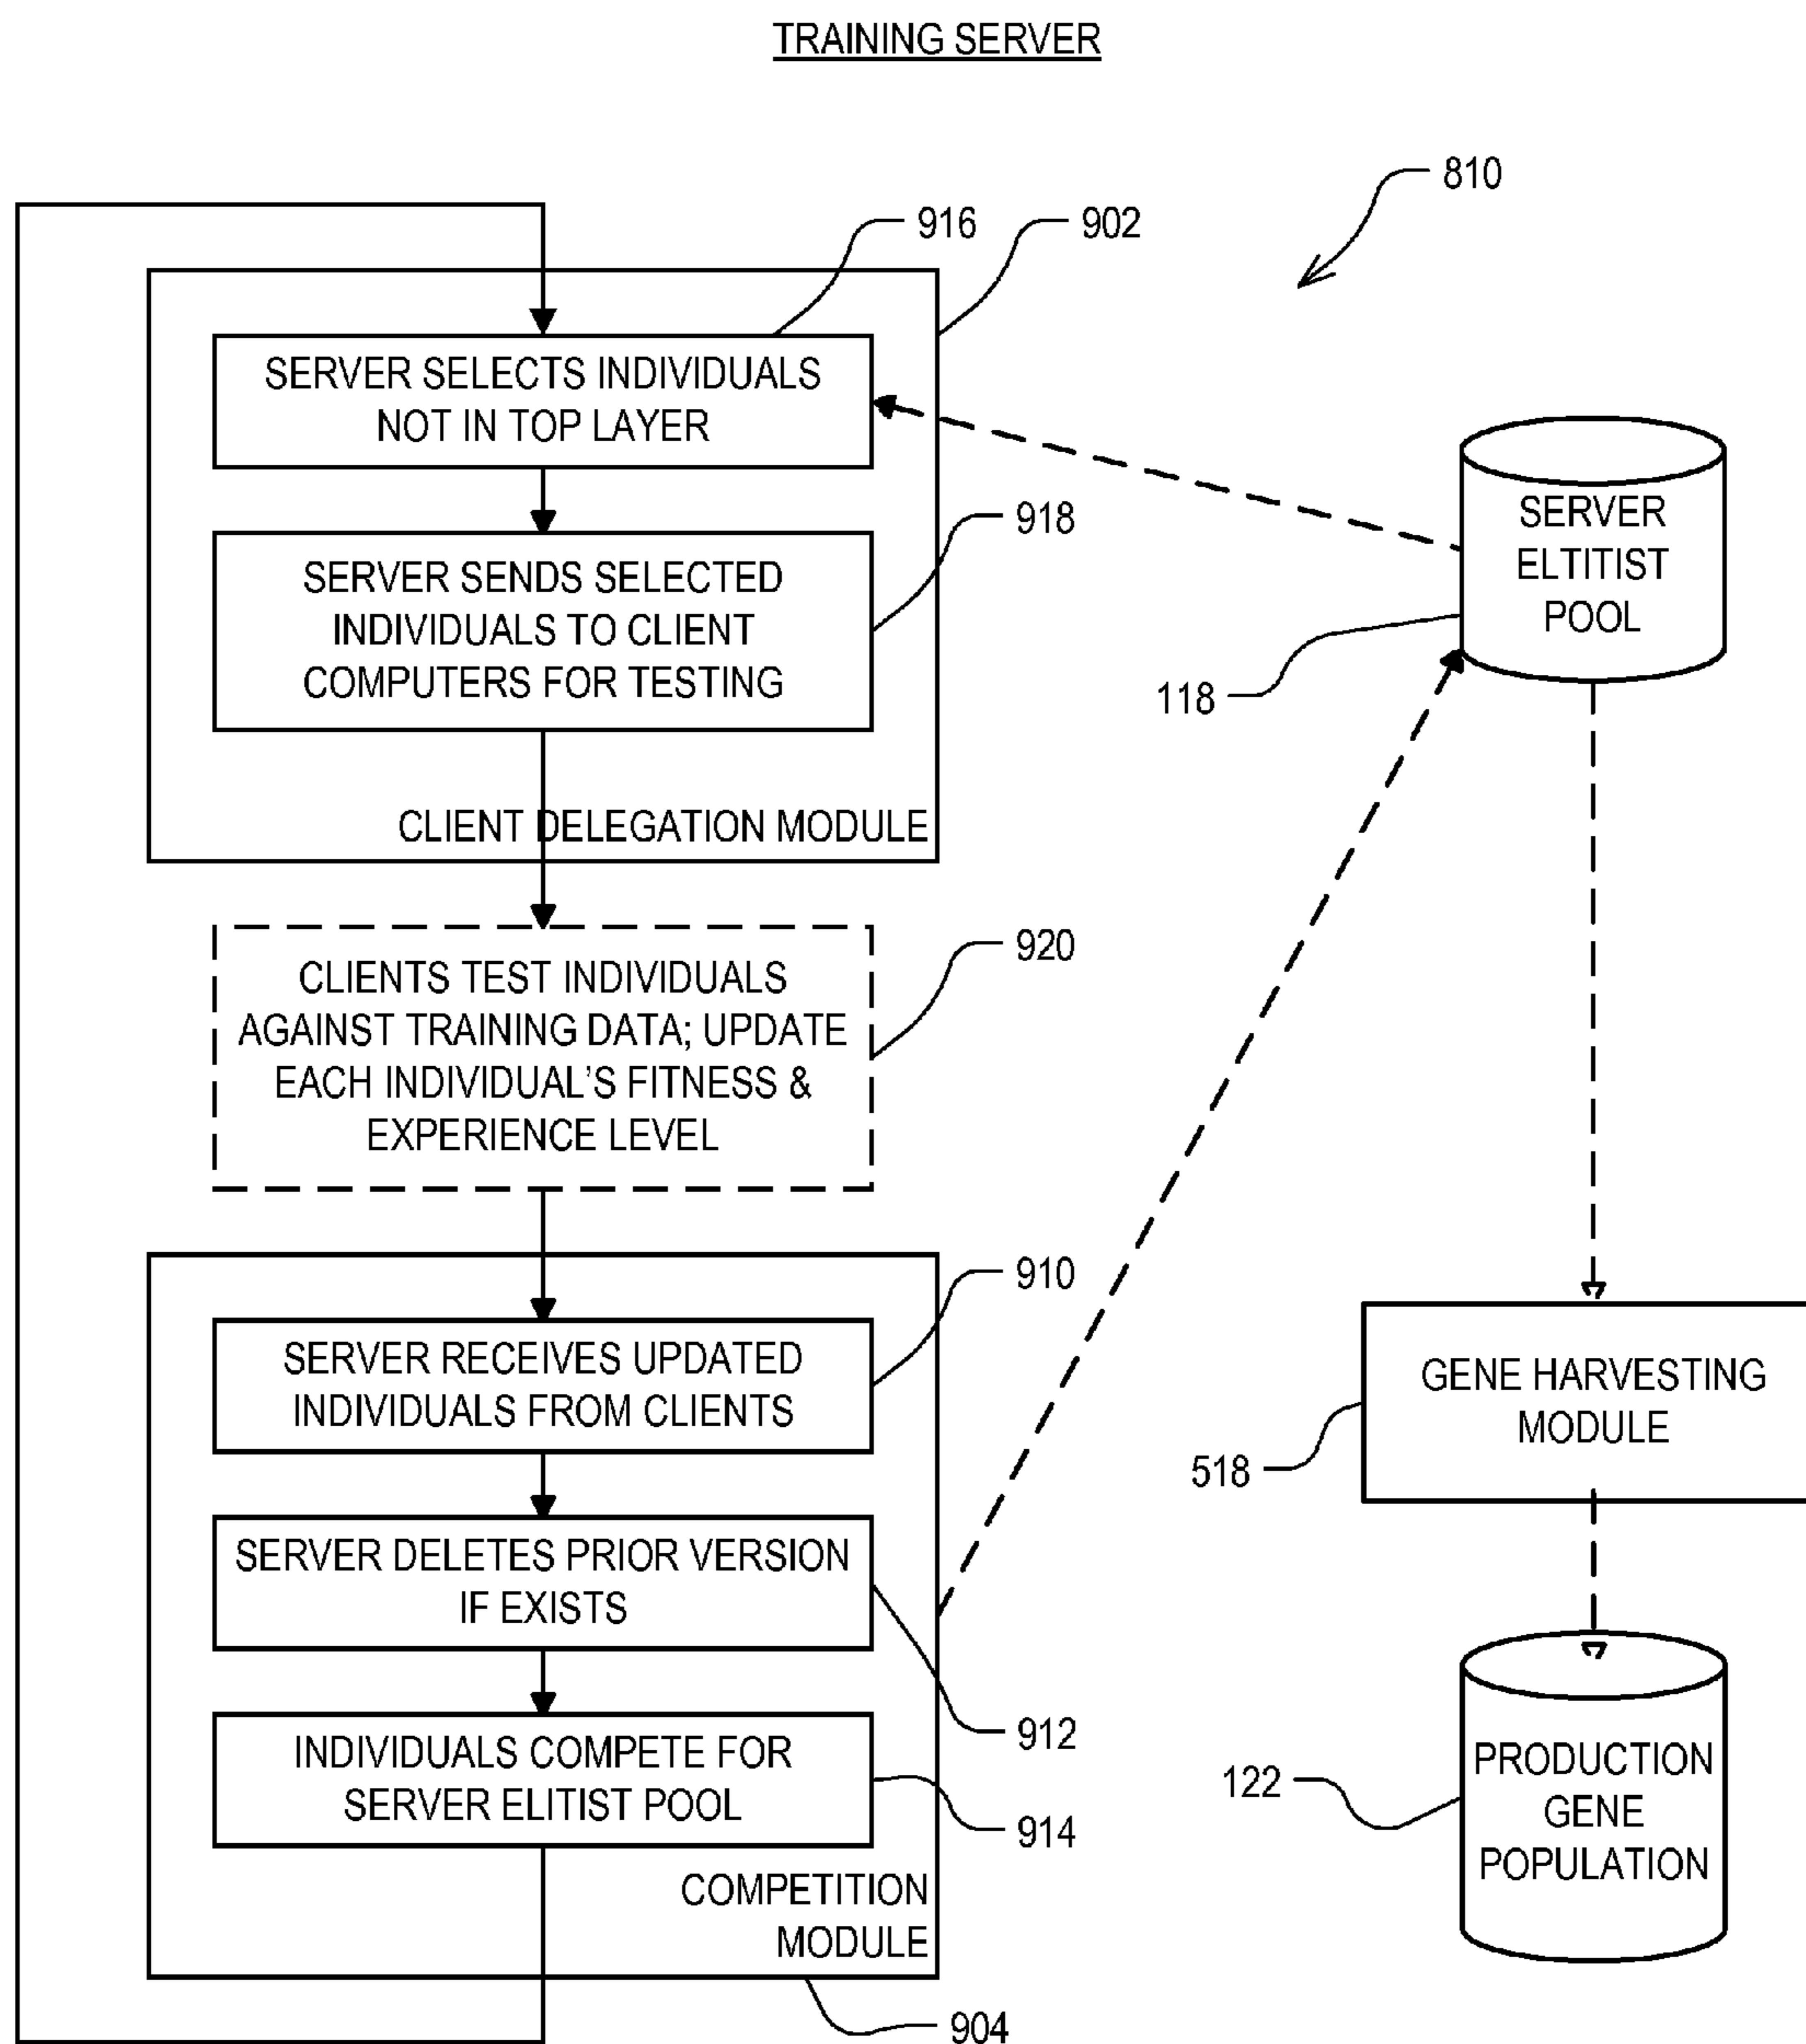 TRAINING SERVER
810
916
902
SERVER SELECTS INDIVIDUALS
NOT IN TOP LAYER
918
SERVER SENDS SELECTED
INDIVIDUALS TO CLIENT
COMPUTERS FOR TESTING
CLIENT DELEGATION MODULE
SERVER
ELTITIST
POOL
118
920
CLIENTS TEST INDIVIDUALS
AGAINST TRAINING DATA; UPDATE
EACH INDIVIDUAL'S FITNESS &
EXPERIENCE LEVEL
910
SERVER RECEIVES UPDATED
INDIVIDUALS FROM CLIENTS
SERVER DELETES PRIOR VERSION
IF EXISTS
912
INDIVIDUALS COMPETE FOR
SERVER ELITIST POOL
914
COMPETITION
MODULE
904
GENE HARVESTING
MODULE
518
PRODUCTION
GENE
POPULATION
122